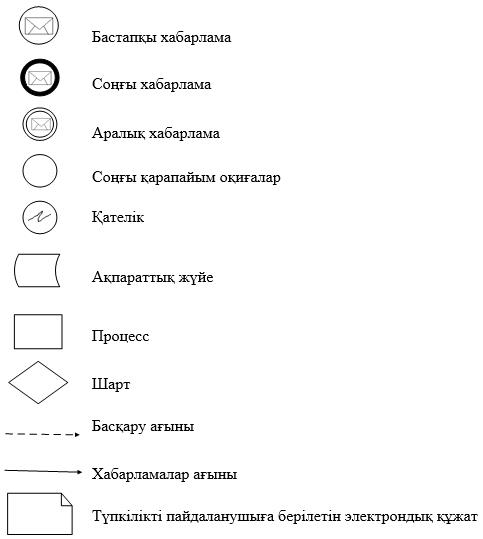 Бастапқы хабарлама
Соңғы хабарлама
Аралық хабарлама
Соңғы қарапайым оқиғалар
Қателік
Ақпараттық жүйе
Процесс
Шарт
Басқару ағыны
Хабарламалар ағыны
Түпкілікті пайдаланушыға берілетін электрондық құжат